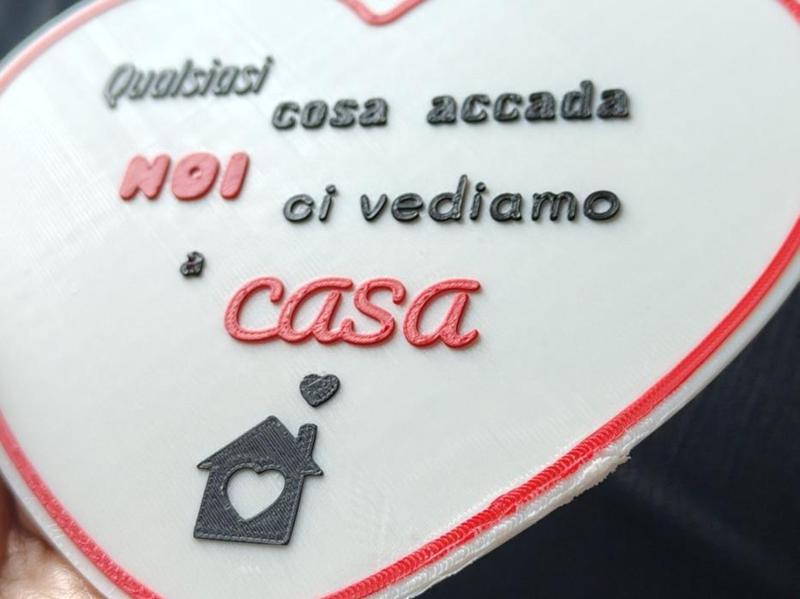 Qualsiasi
cosa accada
NOI ci vediamo
a
casa